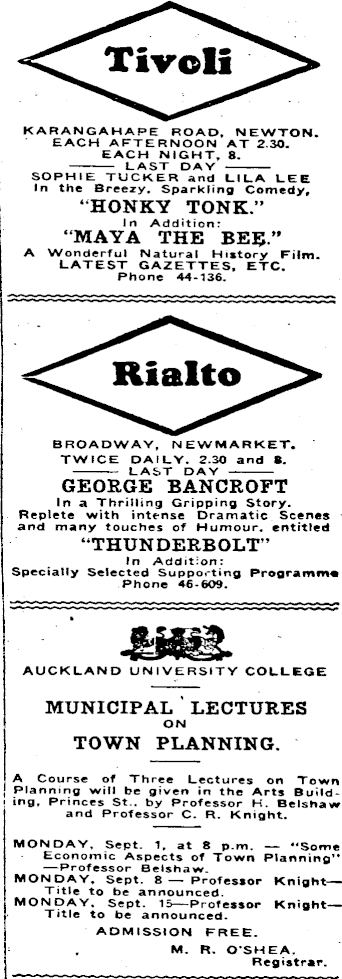 Tivoli
KARANGAHAPE ROAD, NEWTON.
EACH AFTERNOON AT 2.30.
EACH NIGHT, 8.
LAST DAY
SOPHIE TUCKER and LILA LEE
In the Breezy, Sparkling Comedy,
"HONKY TONK."
In Addition:
"MAYA THE BEE."
A Wonderful Natural History Film.
LATEST GAZETTES, ETC.
Phone 44-136.
Rialto
BROADWAY, NEWMARKET.
TWICE DAILY, 2.30 and 8.
LAST DAY
GEORGE BANCROFT
In a Thrilling Gripping Story.
Replete with intense Dramatic Scenes
and many touches of Humour, entitled
"THUNDERBOLT"
In Addition:
Specially Selected Supporting Programme
Phone 46-609.
AUCKLAND UNIVERSITY COLLEGE
MUNICIPAL LECTURES
ON
TOWN PLANNING.
A Course of Three Lectures on Town
Planning will be given in the Arts Build-
ing, Princes St., by Professor H. Belshaw
and Professor C. R. Knight.
MONDAY, Sept. 1, at 8 p.m. — "Some
Economic Aspects of Town Planning"
—Professor Belshaw.
MONDAY, Sept. 8 — Professor Knight—
Title to be announced.
MONDAY, Sept. 15—Professor Knight—
Title to be announced.
ADMISSION FREE.
M. R. O'SHEA,
Registrar.